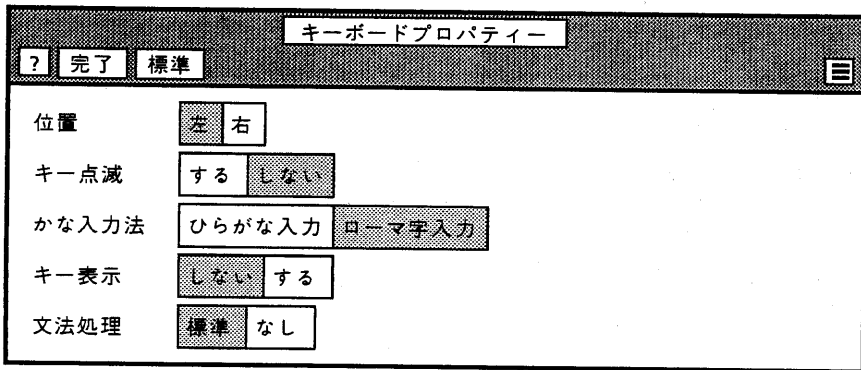 キーボードプロパティー
? 完了 標準
位置 左 右
キー点減 する しない
かな入力法 ひらがな入力 ローマ字入力
キー表示 しない する
文法処理 標準 なし